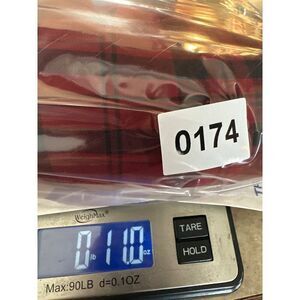 0174
WeighMax
0 lb 11.0 oz
TARE
HOLD
Max:90LB d=0.1OZ